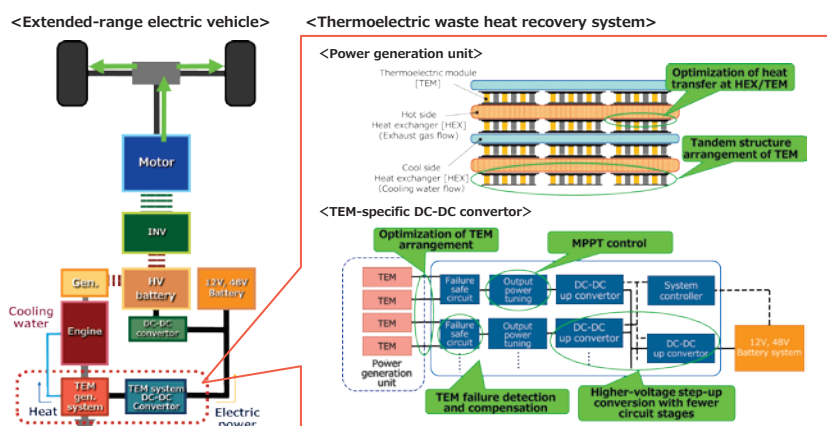 <Extended-range electric vehicle>
Motor
INV
Gen.
HV
battery
12V, 48V
Battery
Cooling
water
Engine
DC-DC
convertor
TEM
gen.
system
TEM system
DC-DC
Convertor
Heat
Electric
power
<Thermoelectric waste heat recovery system>
<Power generation unit>
Thermoelectric module
[TEM]
Hot side
Heat exchanger [HEX]
(Exhaust gas flow)
Cool side
Heat exchanger [HEX]
(Cooling water flow)
Optimization of heat
transfer at HEX/TEM
Tandem structure
arrangement of TEM
<TEM-specific DC-DC convertor>
Optimization of TEM
arrangement
MPPT control
TEM
TEM
TEM
TEM
Power
generation
unit
Failure
safe
circuit
Output
power
tuning
DC-DC
up convertor
System
controller
Failure
safe
circuit
Output
power
tuning
DC-DC
up convertor
DC-DC
up convertor
12V, 48V
Battery system
TEM failure detection
and compensation
Higher-voltage step-up
conversion with fewer
circuit stages